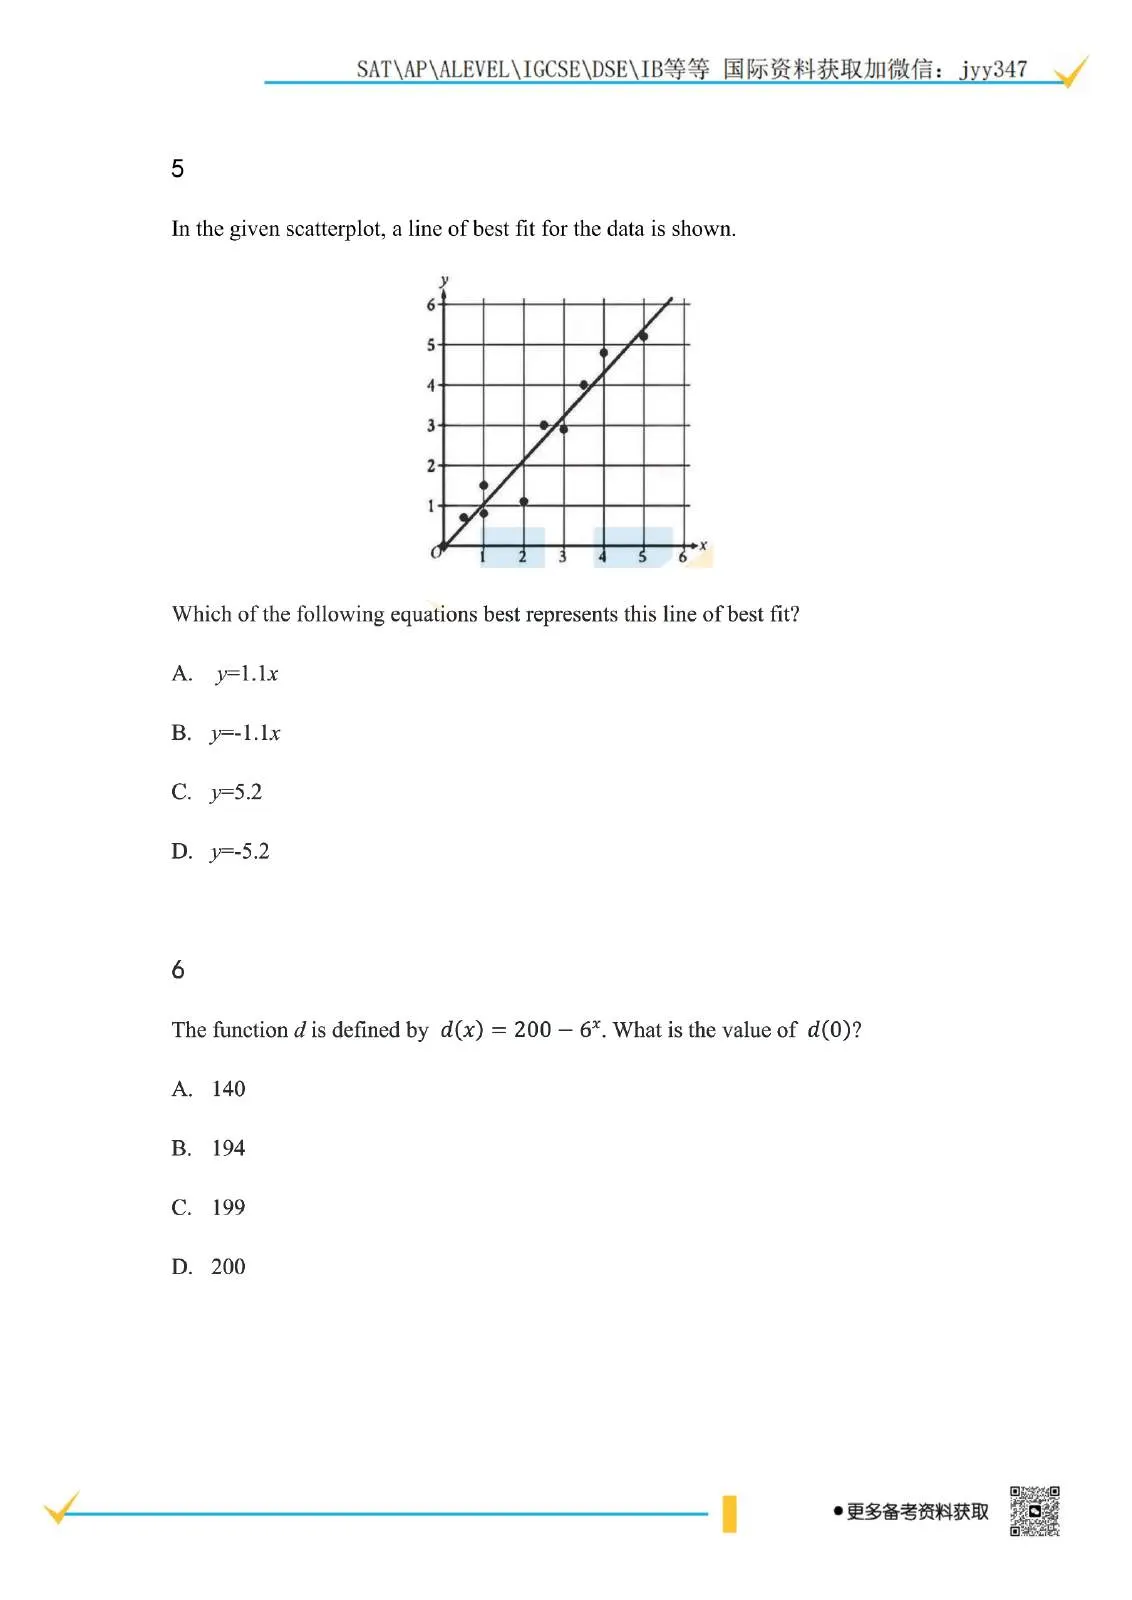 SAT\AP\ALEVEL\IGCSE\DSE\IB等等 国际资料获取加微信：jyy347
5
In the given scatterplot, a line of best fit for the data is shown.
y
6
5
4
3
2
1
O 1 2 3 4 5 6 x
Which of the following equations best represents this line of best fit?
A. y=1.1x
B. y=-1.1x
C. y=5.2
D. y=-5.2
6
The function d is defined by d(x) = 200 − 6ˣ. What is the value of d(0)?
A. 140
B. 194
C. 199
D. 200
●更多备考资料获取